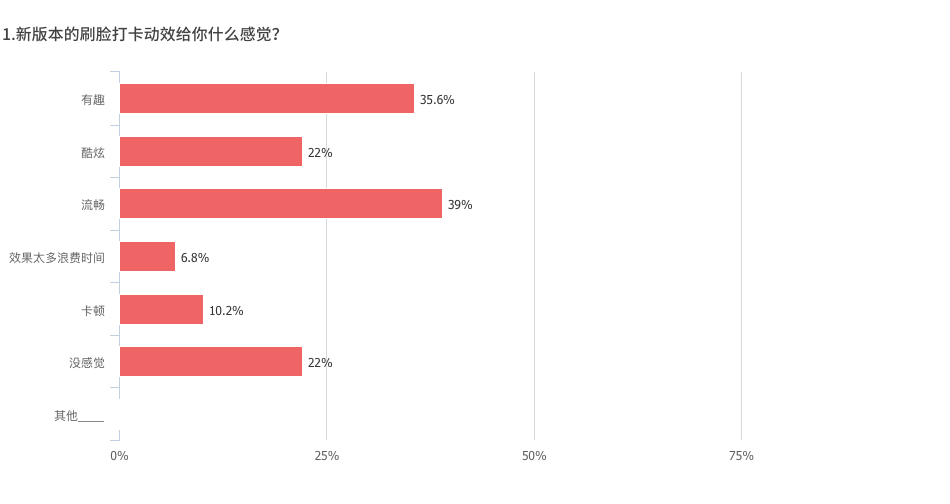 1.新版本的刷脸打卡动效给你什么感觉?
有趣 35.6%
酷炫 22%
流畅 39%
效果太多浪费时间 6.8%
卡顿 10.2%
没感觉 22%
其他____
0% 25% 50% 75%